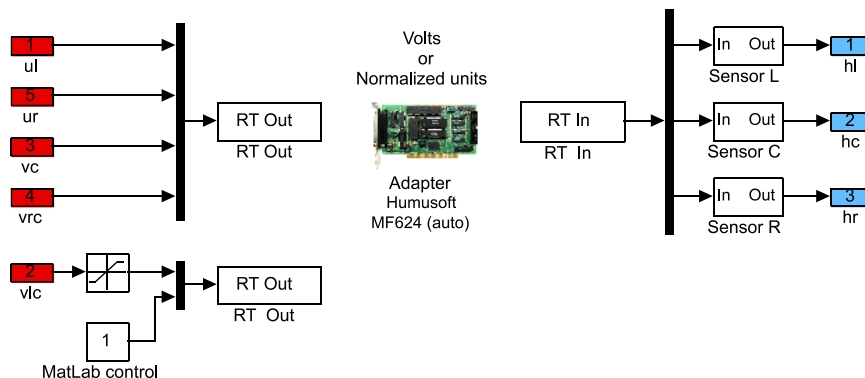 1
ul
5
ur
3
vc
4
vrc
RT Out
RT Out
2
vlc
1
MatLab control
RT Out
RT Out
Volts
or
Normalized units
Adapter
Humusoft
MF624 (auto)
RT In
RT In
In Out
Sensor L
1
hl
In Out
Sensor C
2
hc
In Out
Sensor R
3
hr